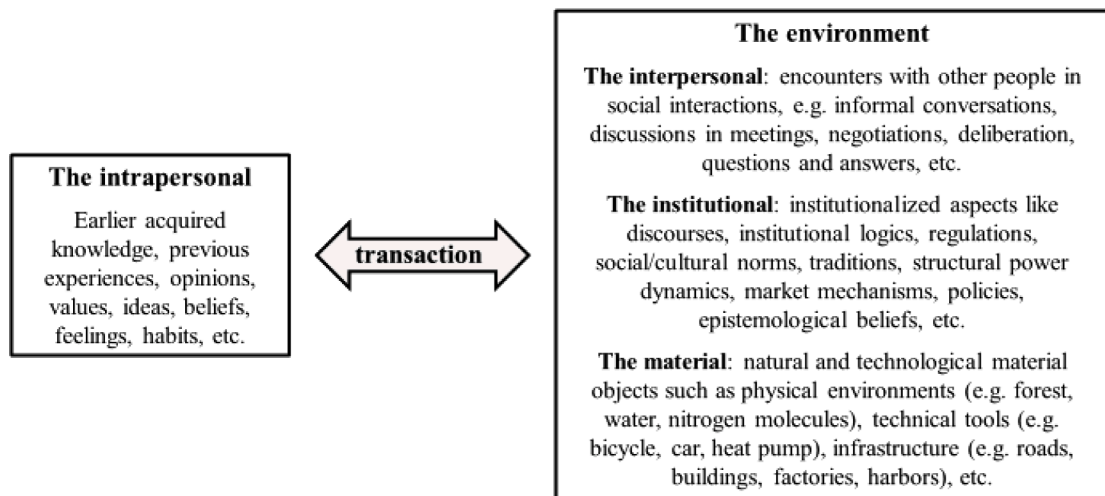 The intrapersonal
Earlier acquired
knowledge, previous
experiences, opinions,
values, ideas, beliefs,
feelings, habits, etc.
transaction
The environment
The interpersonal: encounters with other people in
social interactions, e.g. informal conversations,
discussions in meetings, negotiations, deliberation,
questions and answers, etc.
The institutional: institutionalized aspects like
discourses, institutional logics, regulations,
social/cultural norms, traditions, structural power
dynamics, market mechanisms, policies,
epistemological beliefs, etc.
The material: natural and technological material
objects such as physical environments (e.g. forest,
water, nitrogen molecules), technical tools (e.g.
bicycle, car, heat pump), infrastructure (e.g. roads,
buildings, factories, harbors), etc.